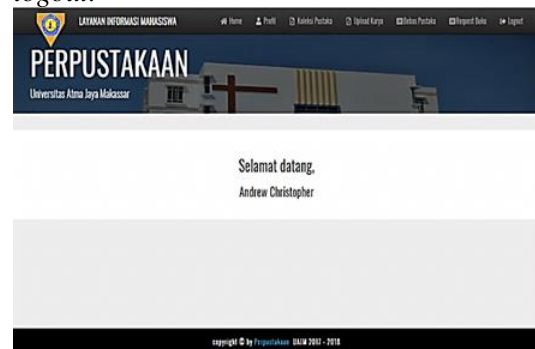 logout.
LAYANAN INFORMASI MAHASISWA Home Profil Koleksi Pustaka Upload Karya Bebas Pustaka Request Buku Logout
PERPUSTAKAAN
Universitas Atma Jaya Makassar
Selamat datang,
Andrew Christopher
copyright © by Perpustakaan UAJM 2017 - 2018